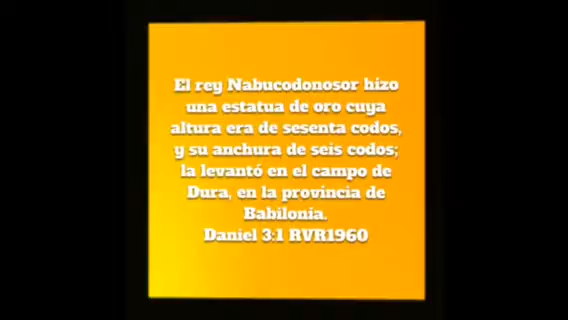 El rey Nabucodonosor hizo
una estatua de oro cuya
altura era de sesenta codos,
y su anchura de seis codos;
la levantó en el campo de
Dura, en la provincia de
Babilonia.
Daniel 3:1 RVR1960